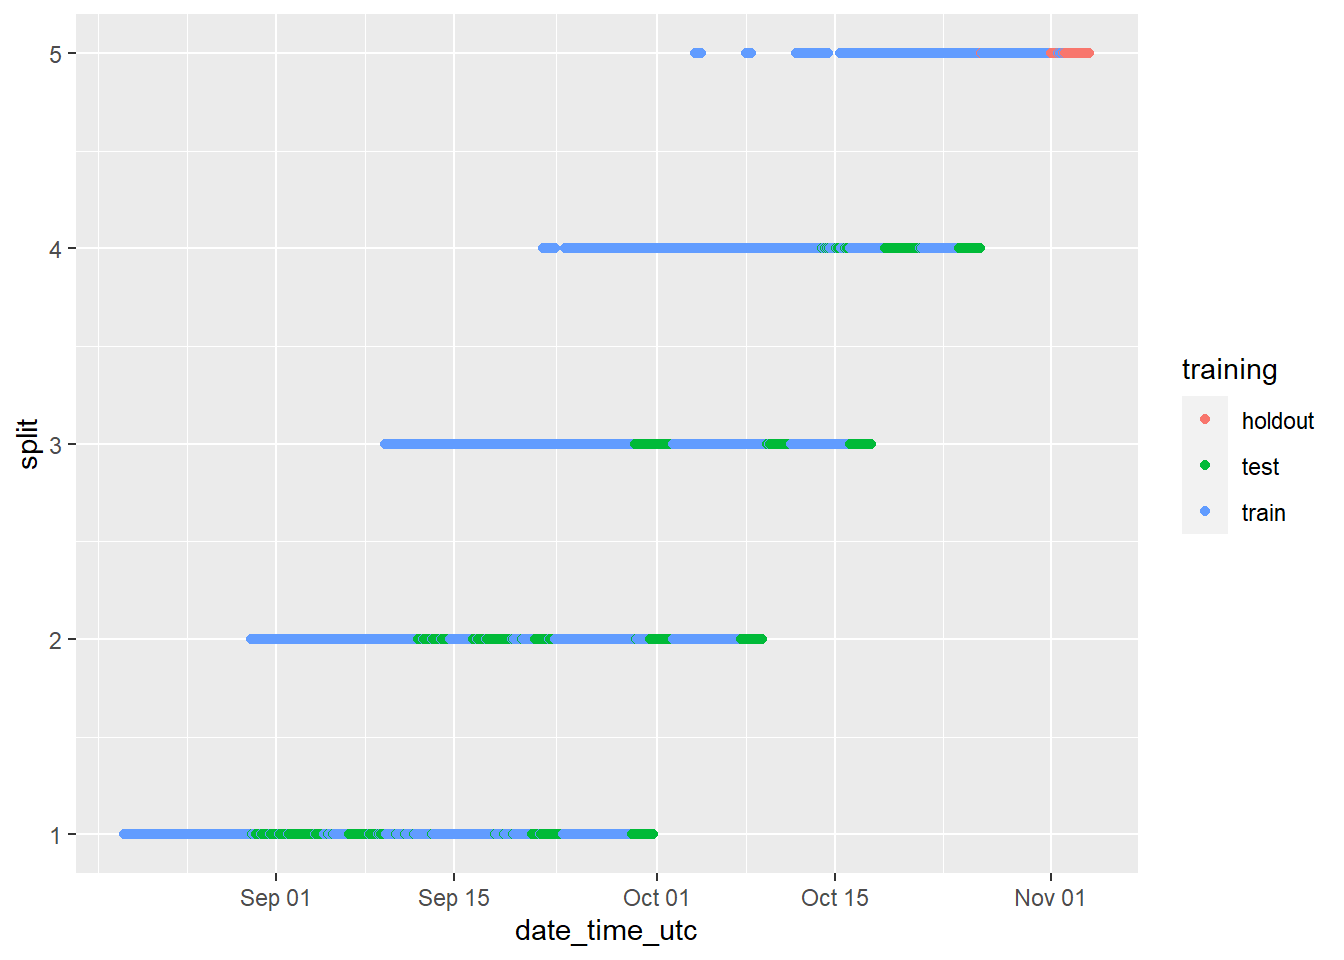 5
4
3
2
1
split
Sep 01
Sep 15
Oct 01
Oct 15
Nov 01
date_time_utc
training
holdout
test
train